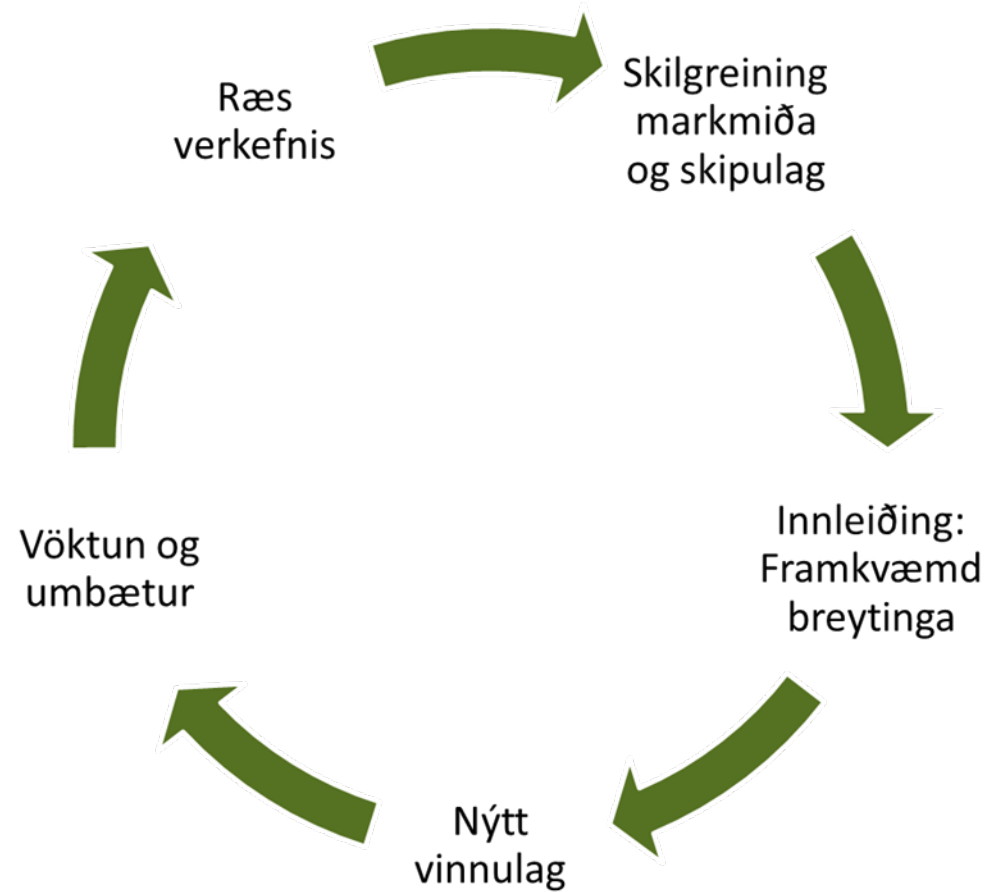 Ræs
verkefnis
Skilgreining
markmiða
og skipulag
Innleiðing:
Framkvæmd
breytinga
Nýtt
vinnulag
Vöktun og
umbætur